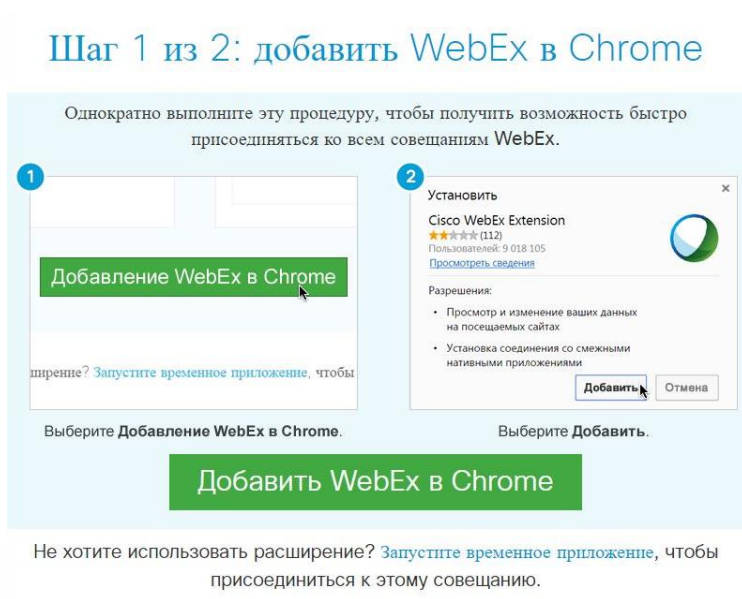 Шаг 1 из 2: добавить WebEx в Chrome
Однократно выполните эту процедуру, чтобы получить возможность быстро
присоединяться ко всем совещаниям WebEx.
1
Добавление WebEx в Chrome
ширение? Запустите временное приложение, чтобы
Выберите Добавление WebEx в Chrome.
2
Установить
Cisco WebEx Extension
(112)
Пользователей: 9 018 105
Просмотреть сведения
Разрешения:
• Просмотр и изменение ваших данных
на посещаемых сайтах
• Установка соединения со смежными
нативными приложениями
Добавить Отмена
Выберите Добавить.
Добавить WebEx в Chrome
Не хотите использовать расширение? Запустите временное приложение, чтобы
присоединиться к этому совещанию.